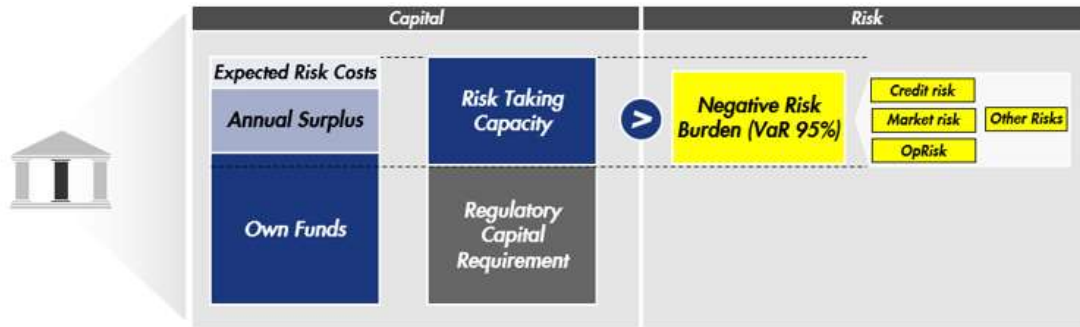 Capital
Risk
Expected Risk Costs
Annual Surplus
Own Funds
Risk Taking
Capacity
Regulatory
Capital
Requirement
>
Negative Risk
Burden (VaR 95%)
Credit risk
Market risk
OpRisk
Other Risks